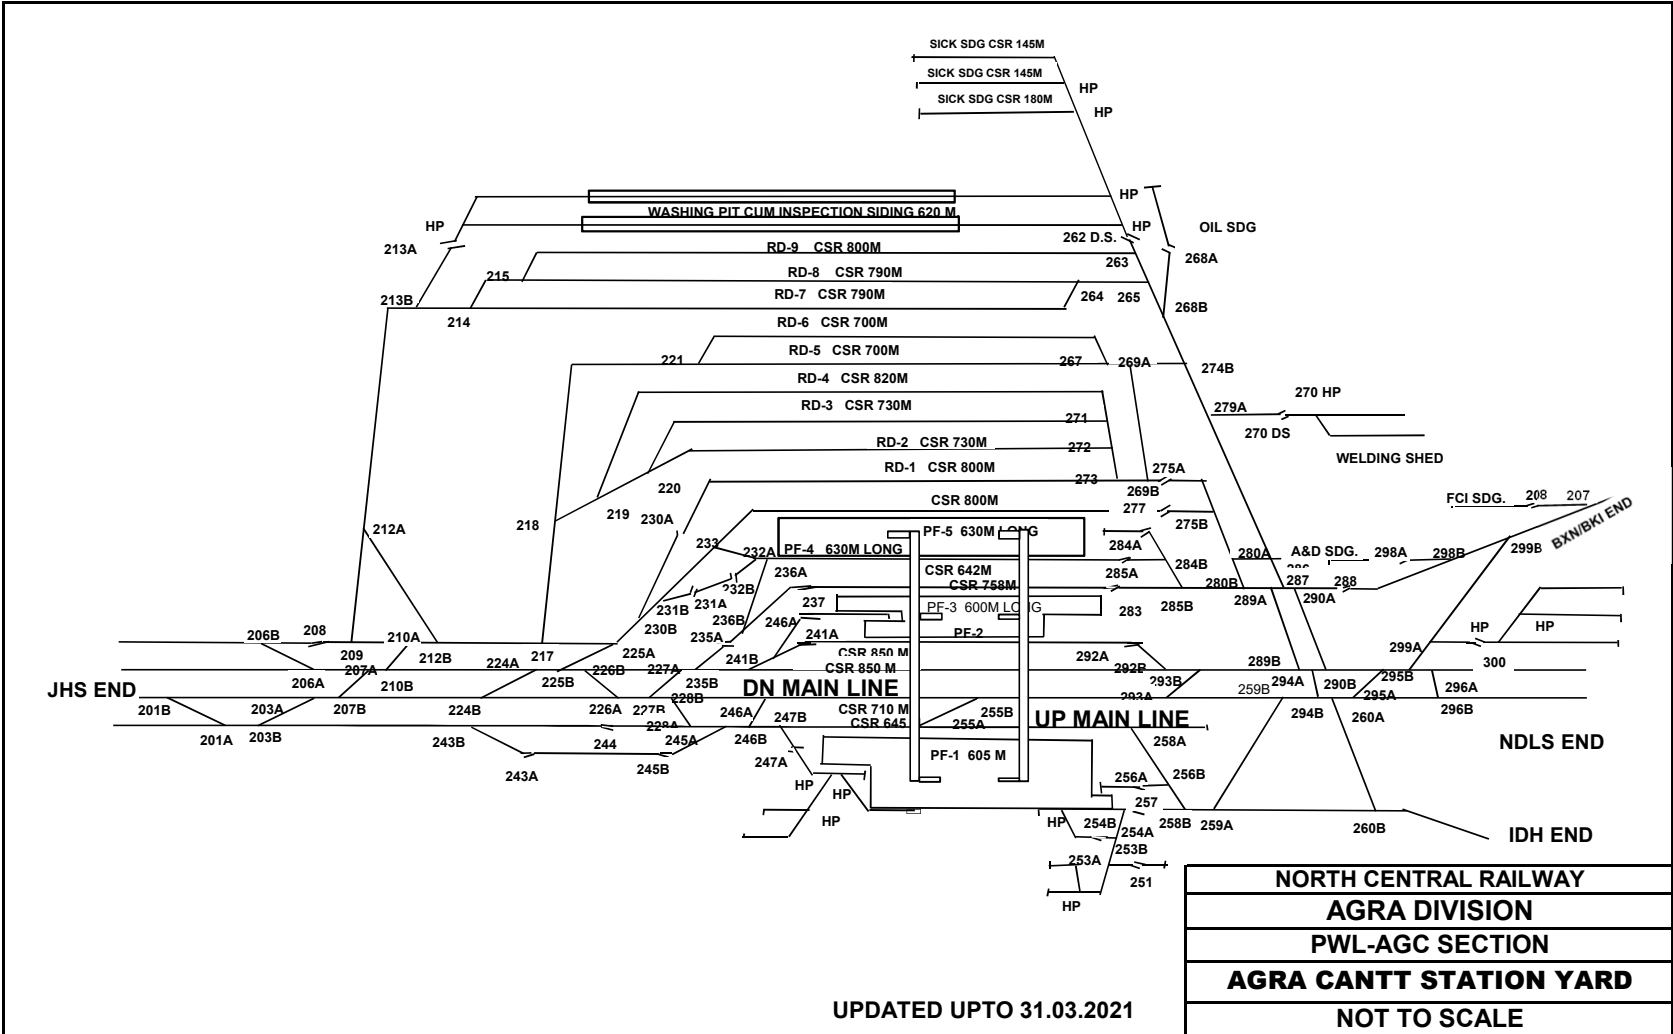 SICK SDG CSR 145M
SICK SDG CSR 145M
HP
SICK SDG CSR 180M
HP
HP
WASHING PIT CUM INSPECTION SIDING 620 M
HP
HP
OIL SDG
213A
262 D.S.
RD-9 CSR 800M
268A
263
215
RD-8 CSR 790M
213B
RD-7 CSR 790M
264 265
268B
214
RD-6 CSR 700M
221
RD-5 CSR 700M
267
269A
274B
RD-4 CSR 820M
270 HP
RD-3 CSR 730M
279A
271
270 DS
RD-2 CSR 730M
272
WELDING SHED
RD-1 CSR 800M
275A
273
220
269B
CSR 800M
FCI SDG.
208
207
277
219
230A
218
275B
BXN/BKI END
212A
PF-5 630M LONG
233
232A
PF-4 630M LONG
284A
280A
A&D SDG.
298A
298B
299B
284B
236A
CSR 642M
285A
286
CSR 758M
280B
287
288
232B
231A
231B
236B
237
PF-3 600M LONG
283
285B
289A
290A
246A
230B
235A
241A
PF-2
HP
HP
206B
208
210A
299A
209
212B
217
225A
CSR 850 M
292A
207A
224A
226B
227A
241B
CSR 850 M
292B
289B
300
206A
210B
225B
235B
293B
294A
290B
295B
296A
JHS END
DN MAIN LINE
259B
293A
295A
201B
203A
207B
224B
226A
227B
228B
CSR 710 M
246A
247B
CSR 645
255A
255B
UP MAIN LINE
294B
260A
296B
201A
203B
243B
244
228A
245A
246B
258A
NDLS END
243A
245B
247A
PF-1 605 M
256A
256B
HP
HP
257
HP
HP
254B
254A
258B
259A
260B
IDH END
253B
253A
251
HP
NORTH CENTRAL RAILWAY
AGRA DIVISION
PWL-AGC SECTION
AGRA CANTT STATION YARD
UPDATED UPTO 31.03.2021
NOT TO SCALE